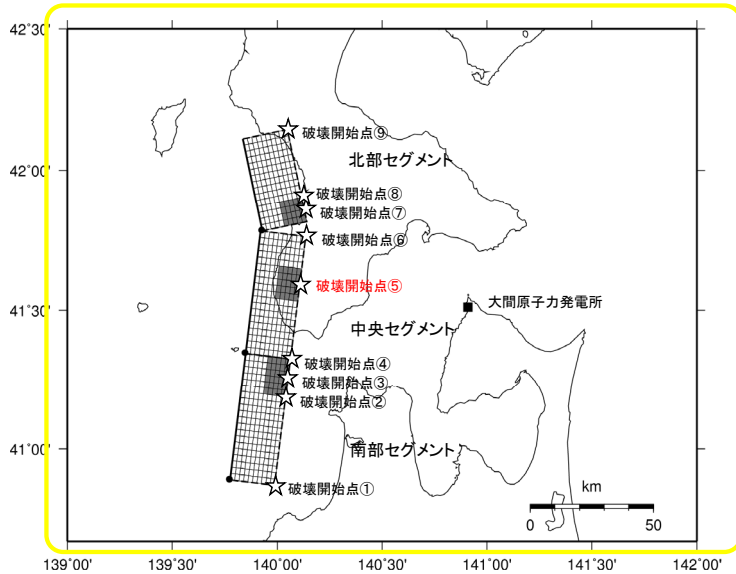 42°30'
破壊開始点⑨
北部セグメント
42°00'
破壊開始点⑧
破壊開始点⑦
破壊開始点⑥
破壊開始点⑤
大間原子力発電所
41°30'
中央セグメント
破壊開始点④
破壊開始点③
破壊開始点②
41°00'
南部セグメント
破壊開始点①
km
0 50
139°00' 139°30' 140°00' 140°30' 141°00' 141°30' 142°00'